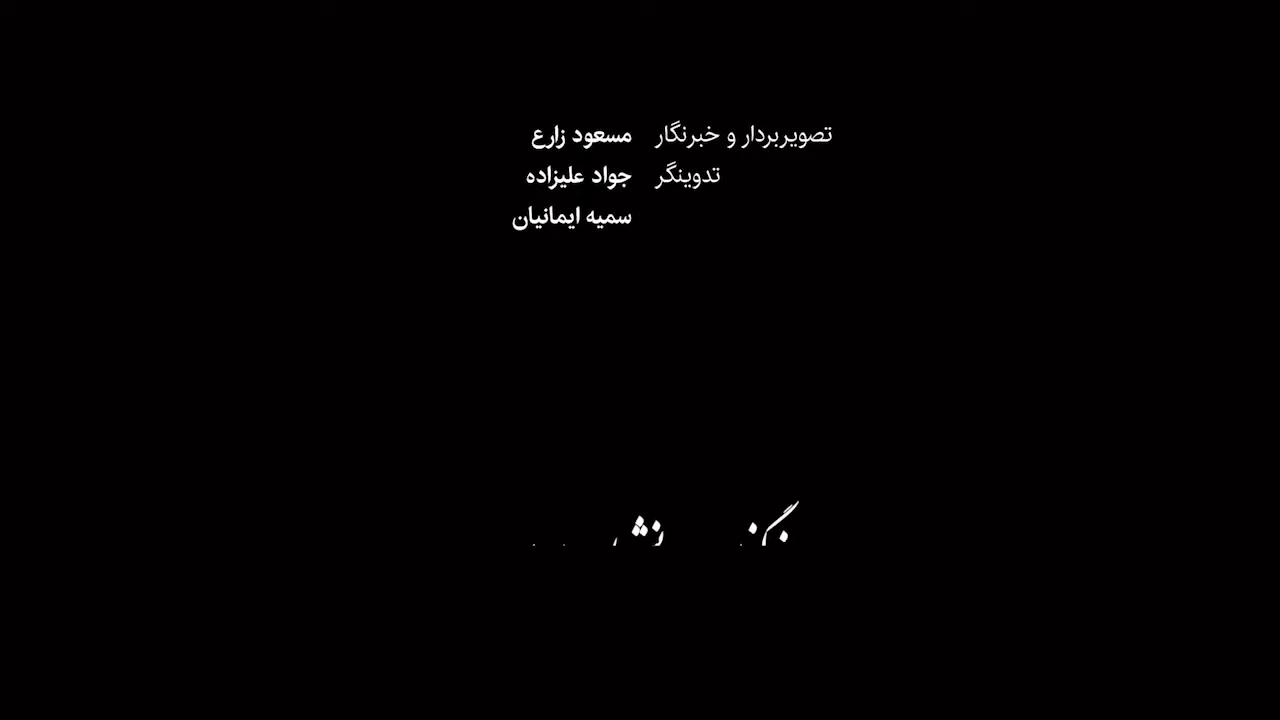 تصویربردار و خبرنگار مسعود زارع
تدوینگر جواد علیزاده
سمیه ایمانیان